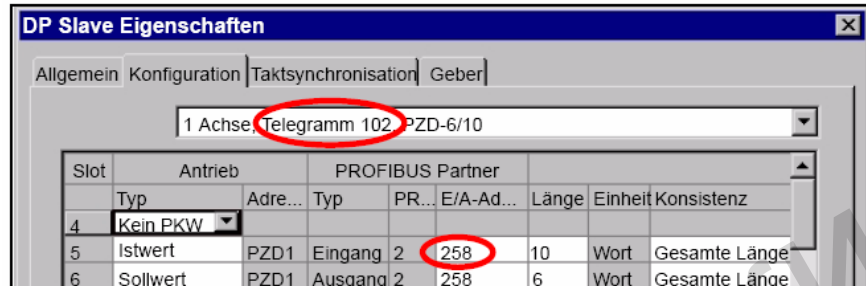 DP Slave Eigenschaften
Allgemein Konfiguration Taktsynchronisation Geber
1 Achse, Telegramm 102, PZD-6/10
Slot Antrieb PROFIBUS Partner
Typ Adre... Typ PR... E/A-Ad... Länge Einheit Konsistenz
4 Kein PKW
5 Istwert PZD1 Eingang 2 258 10 Wort Gesamte Länge
6 Sollwert PZD1 Ausgang 2 258 6 Wort Gesamte Länge